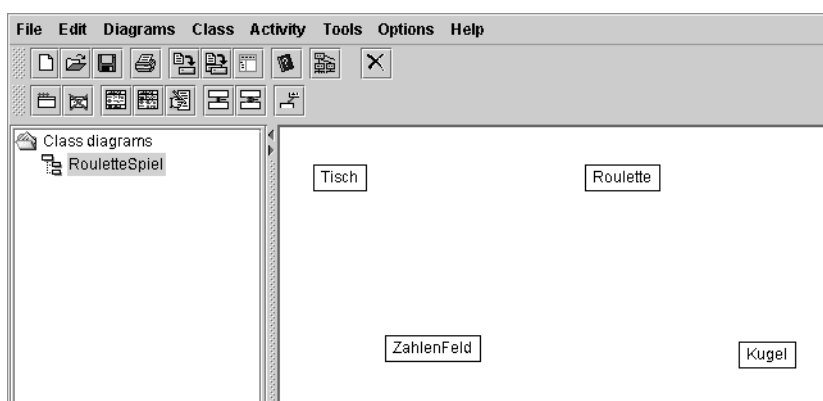 File Edit Diagrams Class Activity Tools Options Help
Class diagrams
RouletteSpiel
Tisch
Roulette
ZahlenFeld
Kugel